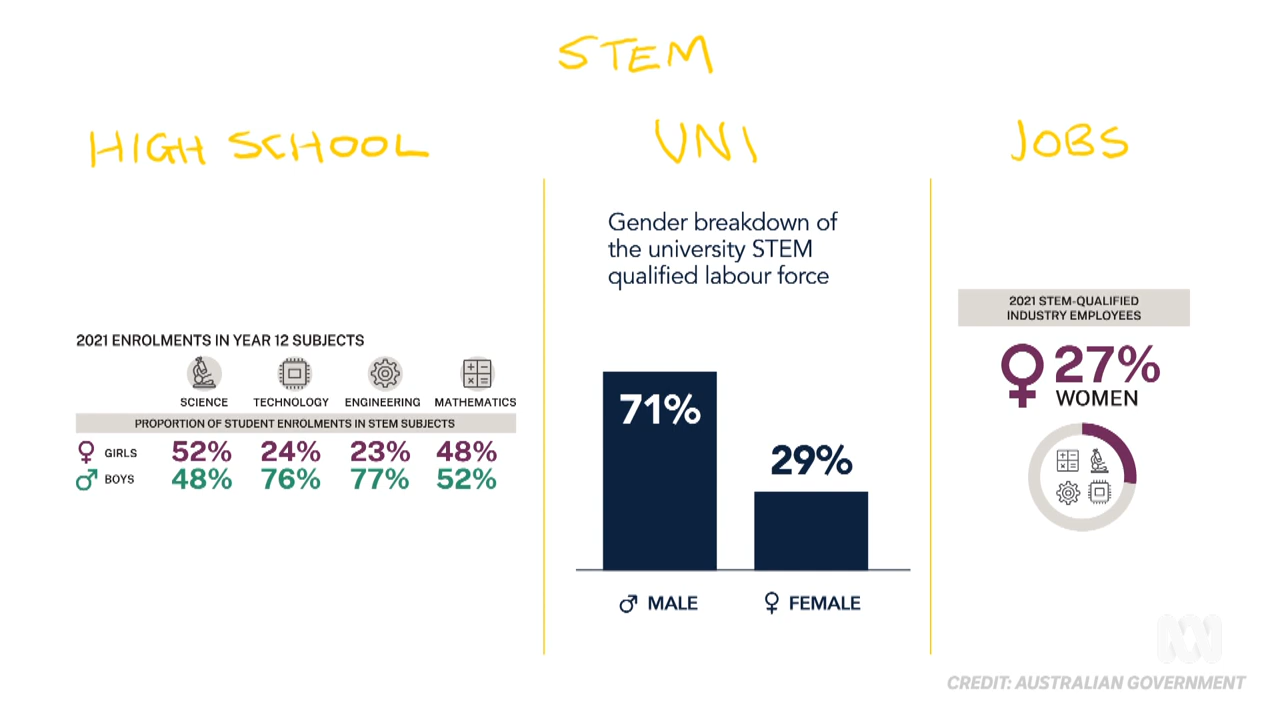 STEM
HIGH SCHOOL
UNI
JOBS
2021 ENROLMENTS IN YEAR 12 SUBJECTS
SCIENCE TECHNOLOGY ENGINEERING MATHEMATICS
PROPORTION OF STUDENT ENROLMENTS IN STEM SUBJECTS
♀ GIRLS 52% 24% 23% 48%
♂ BOYS 48% 76% 77% 52%
Gender breakdown of
the university STEM
qualified labour force
71%
29%
♂ MALE ♀ FEMALE
2021 STEM-QUALIFIED
INDUSTRY EMPLOYEES
♀ 27%
WOMEN
CREDIT: AUSTRALIAN GOVERNMENT